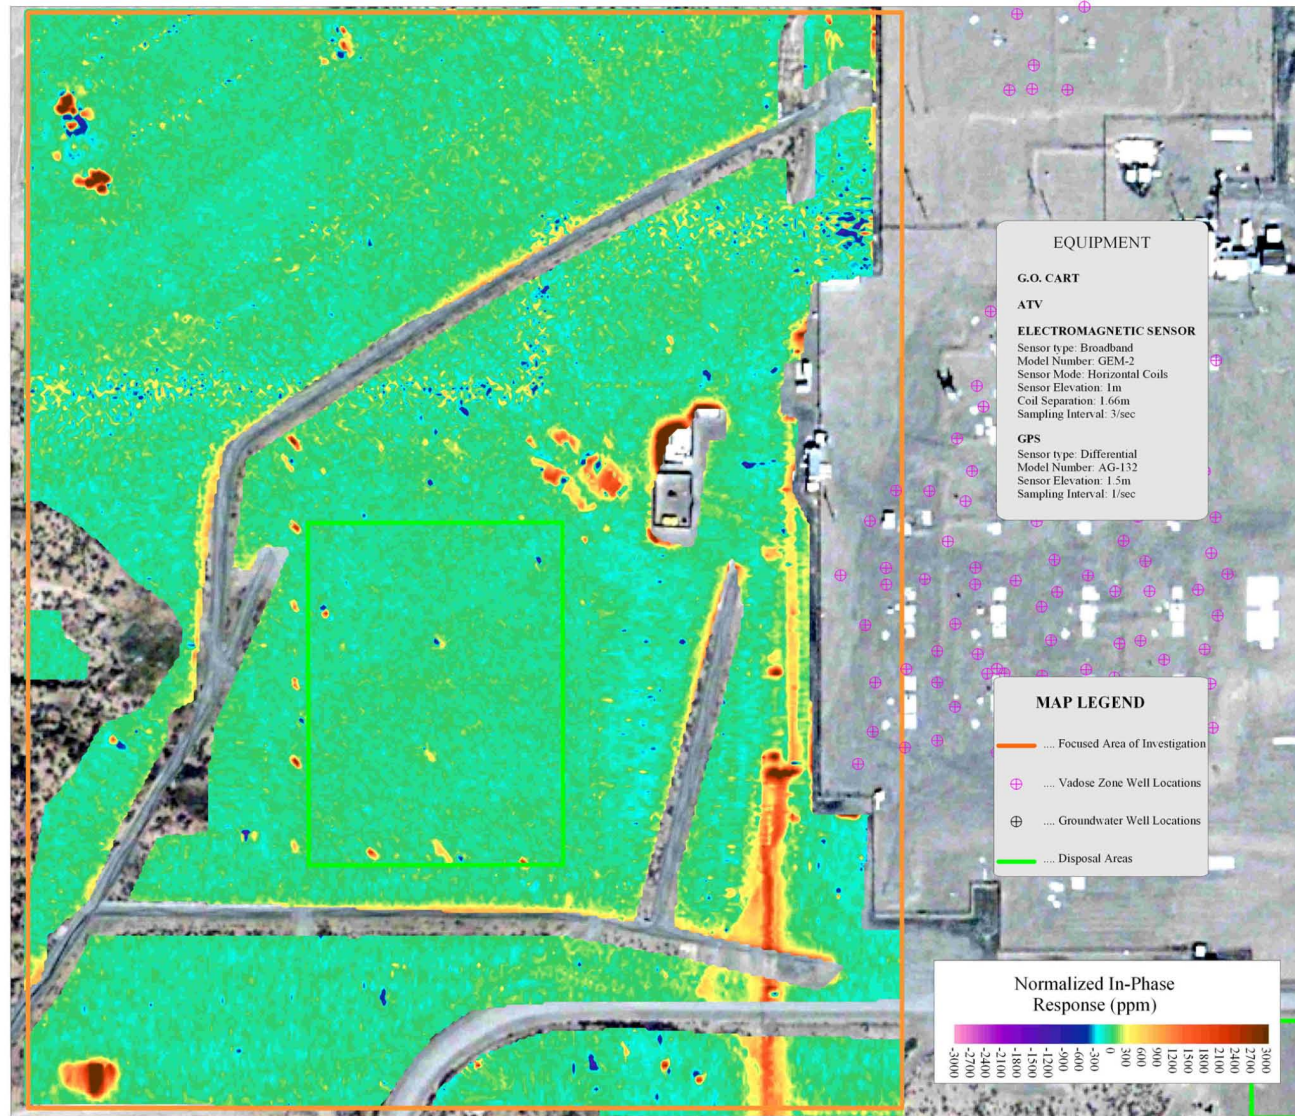 EQUIPMENT
G.O. CART
ATV
ELECTROMAGNETIC SENSOR
Sensor type: Broadband
Model Number: GEM-2
Sensor Mode: Horizontal Coils
Sensor Elevation: 1m
Coil Separation: 1.66m
Sampling Interval: 3/sec
GPS
Sensor type: Differential
Model Number: AG-132
Sensor Elevation: 1.5m
Sampling Interval: 1/sec
MAP LEGEND
.... Focused Area of Investigation
.... Vadose Zone Well Locations
.... Groundwater Well Locations
.... Disposal Areas
Normalized In-Phase
Response (ppm)
-3000 -2700 -2400 -2100 -1800 -1500 -1200 -900 -600 -300 0 300 600 900 1200 1500 1800 2100 2400 2700 3000